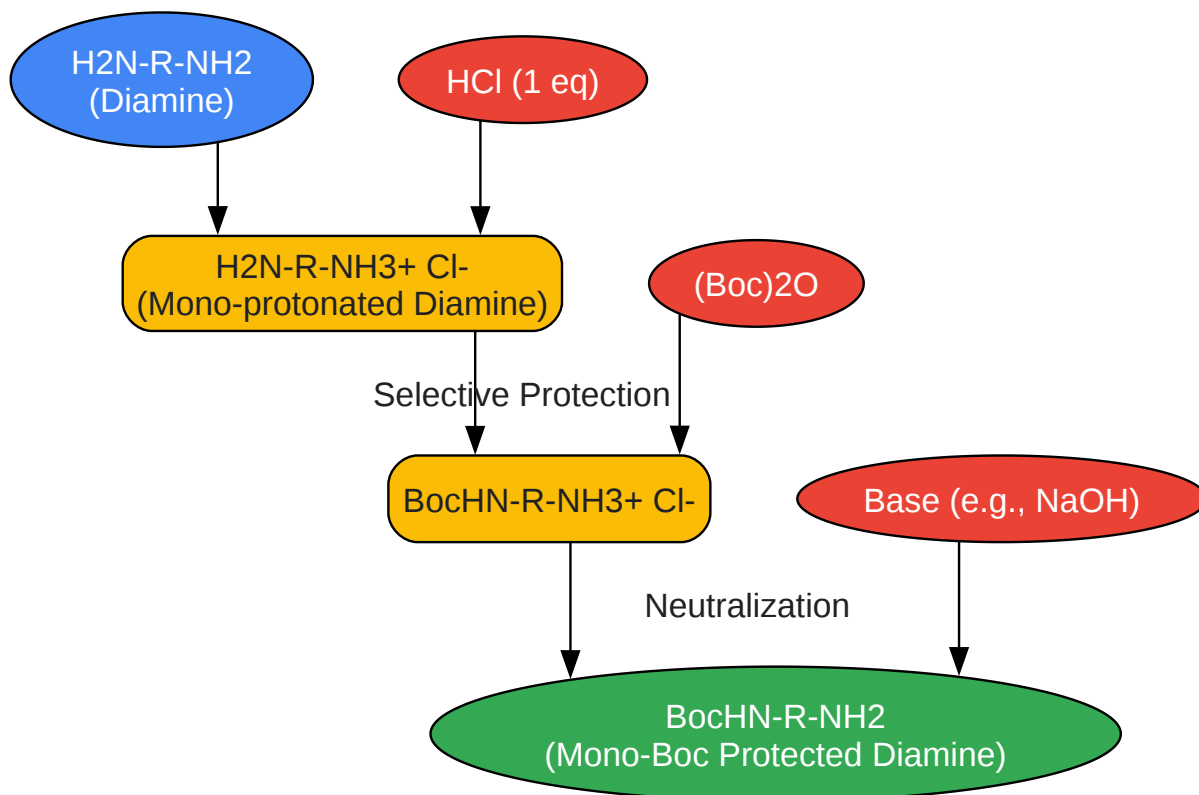 H2N-R-NH2
(Diamine)
HCl (1 eq)
H2N-R-NH3+ Cl-
(Mono-protonated Diamine)
(Boc)2O
Selective Protection
BocHN-R-NH3+ Cl-
Base (e.g., NaOH)
Neutralization
BocHN-R-NH2
(Mono-Boc Protected Diamine)